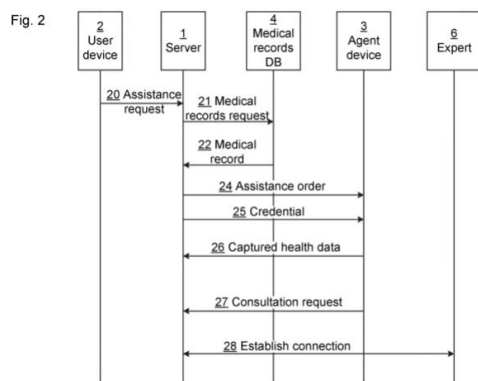 Fig. 2
2
User
device
1
Server
4
Medical
records
DB
3
Agent
device
6
Expert
20 Assistance
request
21 Medical
records request
22 Medical
record
24 Assistance order
25 Credential
26 Captured health data
27 Consultation request
28 Establish connection